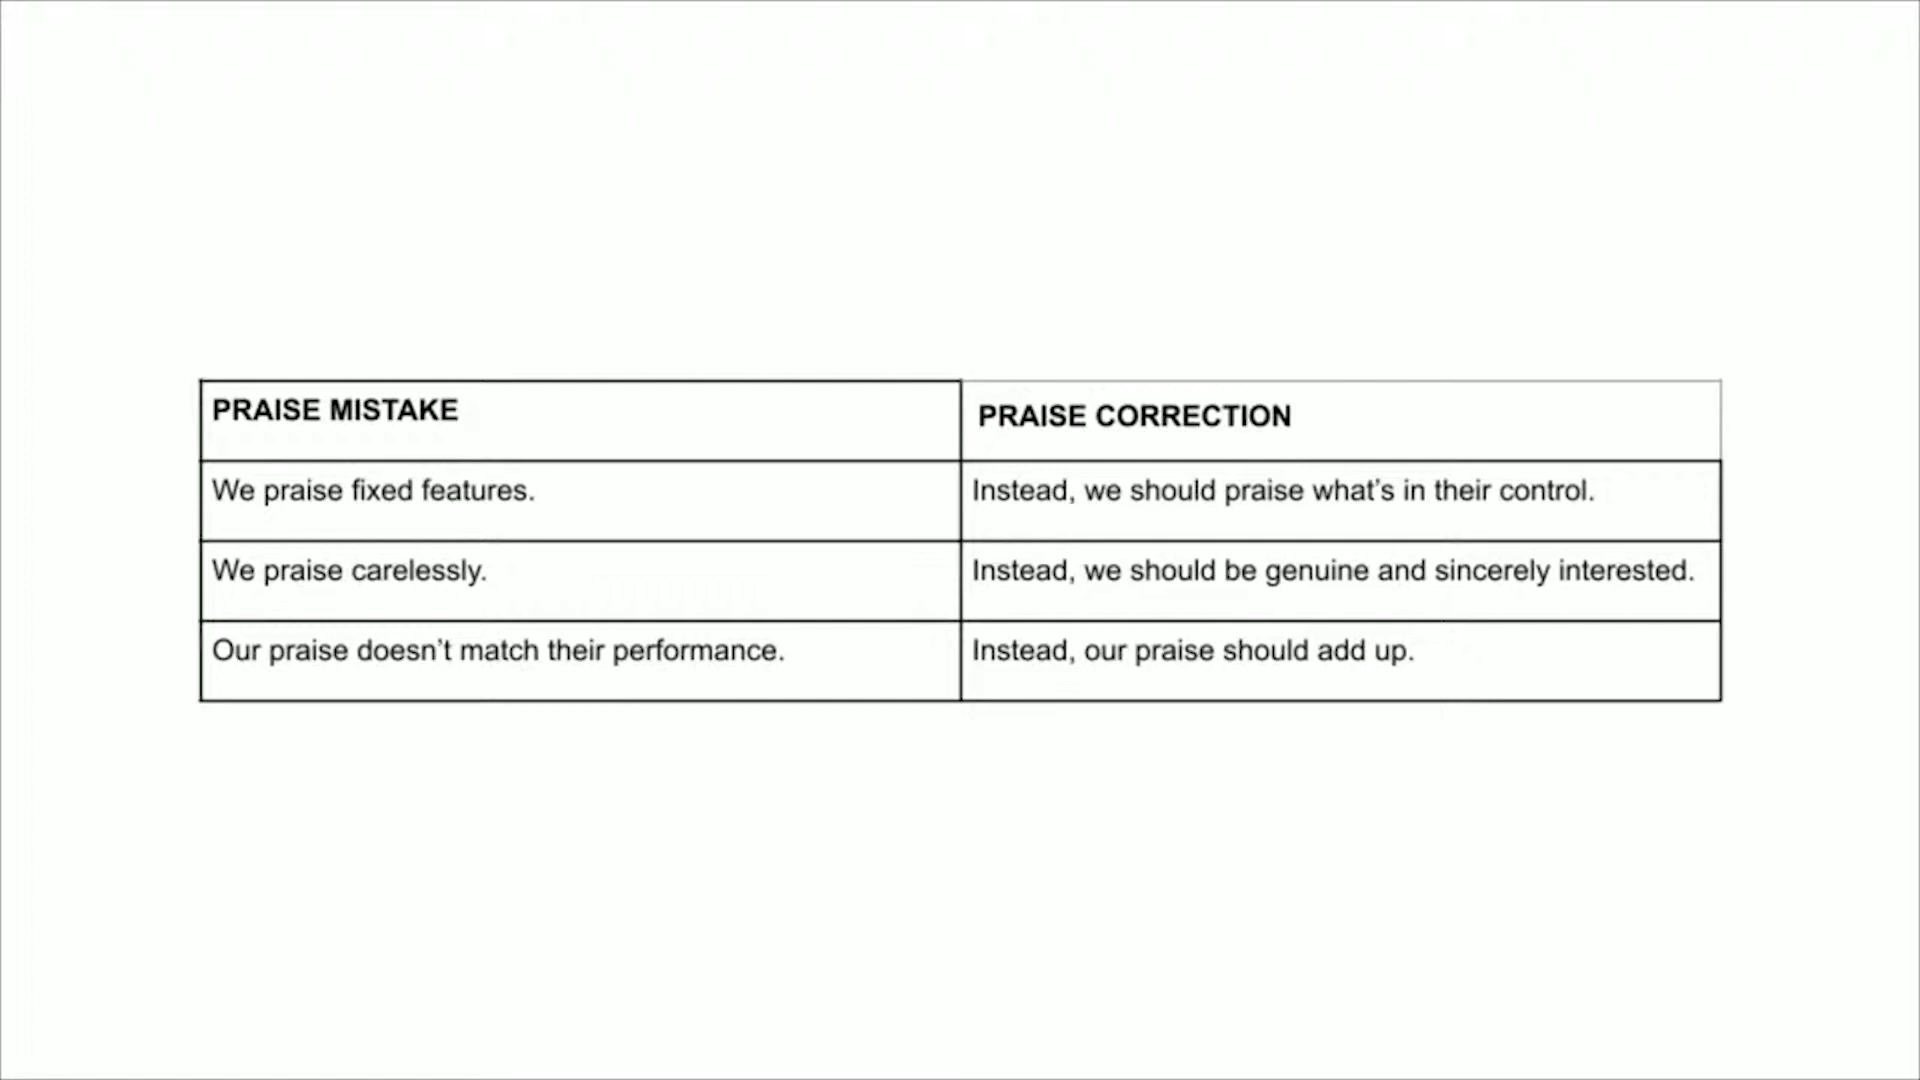 PRAISE MISTAKE
PRAISE CORRECTION
We praise fixed features.
Instead, we should praise what’s in their control.
We praise carelessly.
Instead, we should be genuine and sincerely interested.
Our praise doesn’t match their performance.
Instead, our praise should add up.